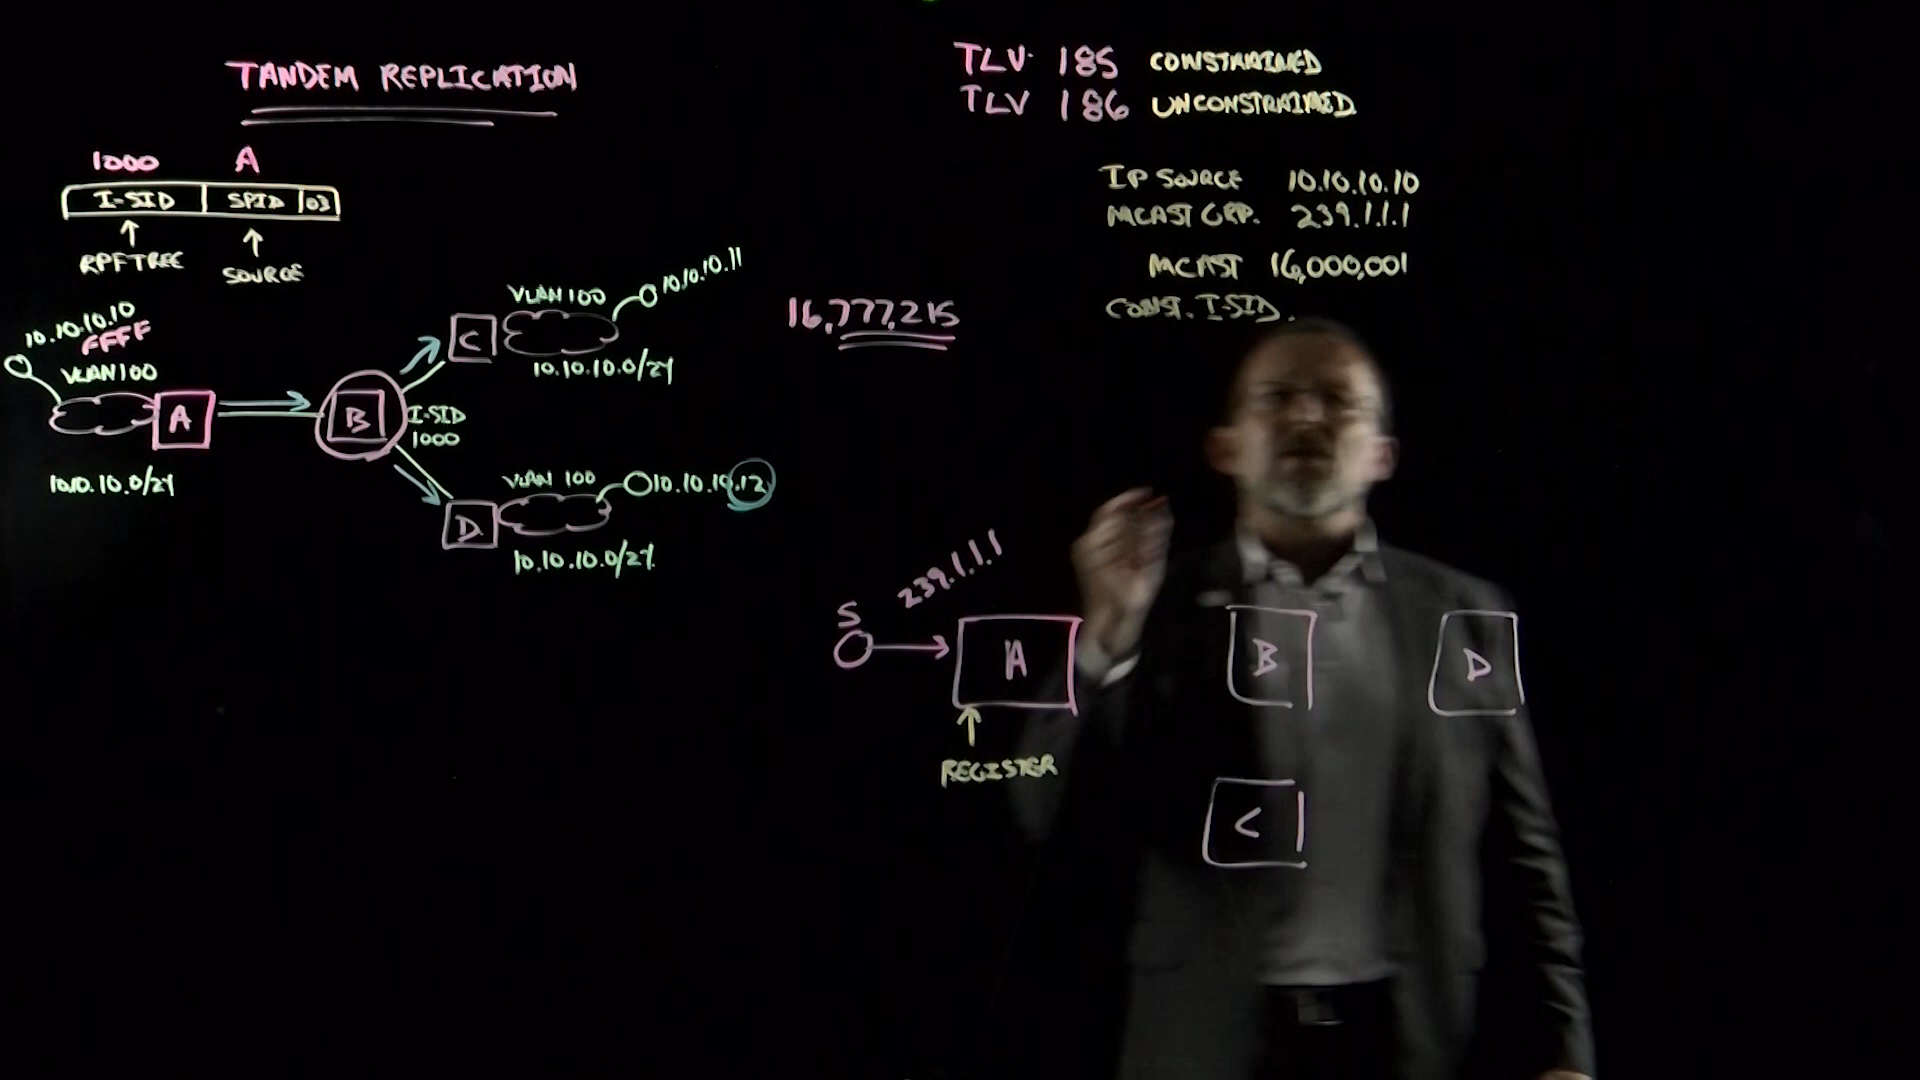 TANDEM REPLICATION
1000 A
I-SID SPID 03
RPFTREE SOURCE
10.10.10.10
FFFF
VLAN100
A
10.10.10.0/24
B
I-SID
1000
C
VLAN 100
10.10.10.11
10.10.10.0/24
D
VLAN 100
10.10.10.12
10.10.10.0/24
TLV 185 CONSTRAINED
TLV 186 UNCONSTRAINED
IP SOURCE 10.10.10.10
MCAST GRP. 239.1.1.1
MCAST 16,000,001
CONST. I-SID.
16,777,215
S
239.1.1.1
A
B
D
REGISTER
C